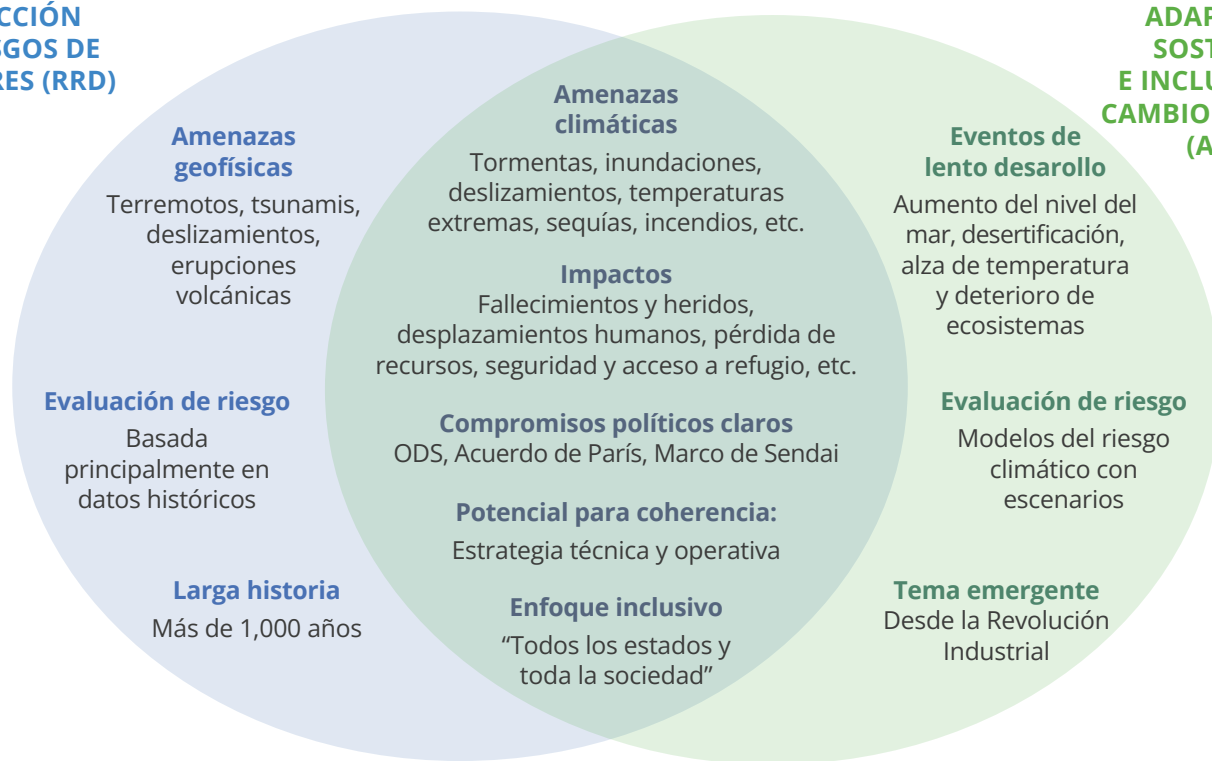 CCIÓN
SGOS DE
RES (RRD)
Amenazas
geofísicas
Terremotos, tsunamis,
deslizamientos,
erupciones
volcánicas
Evaluación de riesgo
Basada
principalmente en
datos históricos
Larga historia
Más de 1,000 años
Amenazas
climáticas
Tormentas, inundaciones,
deslizamientos, temperaturas
extremas, sequías, incendios, etc.
Impactos
Fallecimientos y heridos,
desplazamientos humanos, pérdida de
recursos, seguridad y acceso a refugio, etc.
Compromisos políticos claros
ODS, Acuerdo de París, Marco de Sendai
Potencial para coherencia:
Estrategia técnica y operativa
Enfoque inclusivo
“Todos los estados y
toda la sociedad”
ADAP
SOST
E INCLU
CAMBIO
(A
Eventos de
lento desarollo
Aumento del nivel del
mar, desertificación,
alza de temperatura
y deterioro de
ecosistemas
Evaluación de riesgo
Modelos del riesgo
climático con
escenarios
Tema emergente
Desde la Revolución
Industrial